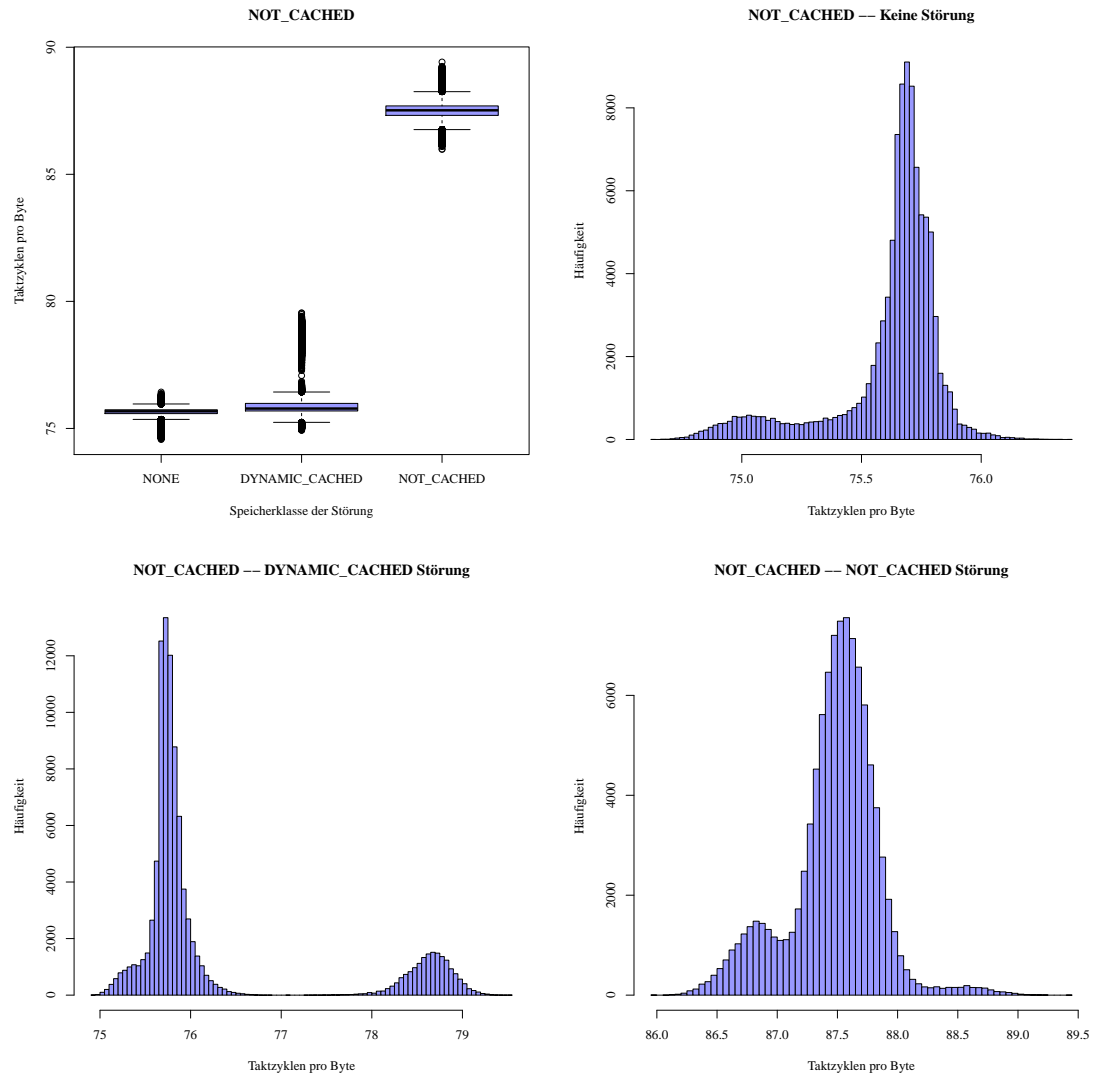 NOT_CACHED
Taktzyklen pro Byte
90
85
80
75
NONE DYNAMIC_CACHED NOT_CACHED
Speicherklasse der Störung
NOT_CACHED −− Keine Störung
Häufigkeit
8000
6000
4000
2000
0
75.0 75.5 76.0
Taktzyklen pro Byte
NOT_CACHED −− DYNAMIC_CACHED Störung
Häufigkeit
12000
10000
8000
6000
4000
2000
0
75 76 77 78 79
Taktzyklen pro Byte
NOT_CACHED −− NOT_CACHED Störung
Häufigkeit
6000
4000
2000
0
86.0 86.5 87.0 87.5 88.0 88.5 89.0 89.5
Taktzyklen pro Byte